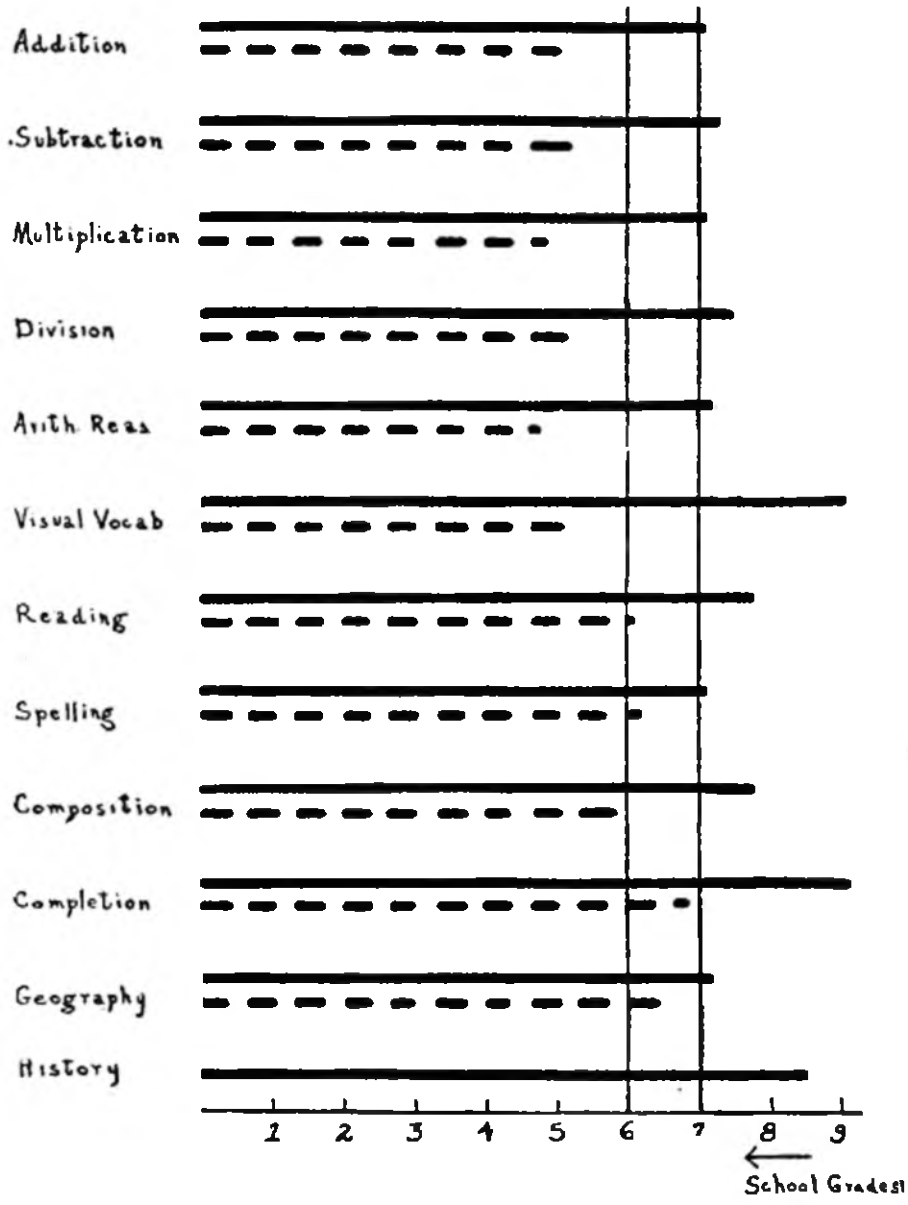 Addition
.Subtraction
Multiplication
Division
Arith Reas
Visual Vocab
Reading
Spelling
Composition
Completion
Geography
History
1 2 3 4 5 6 7 8 9
School Grades